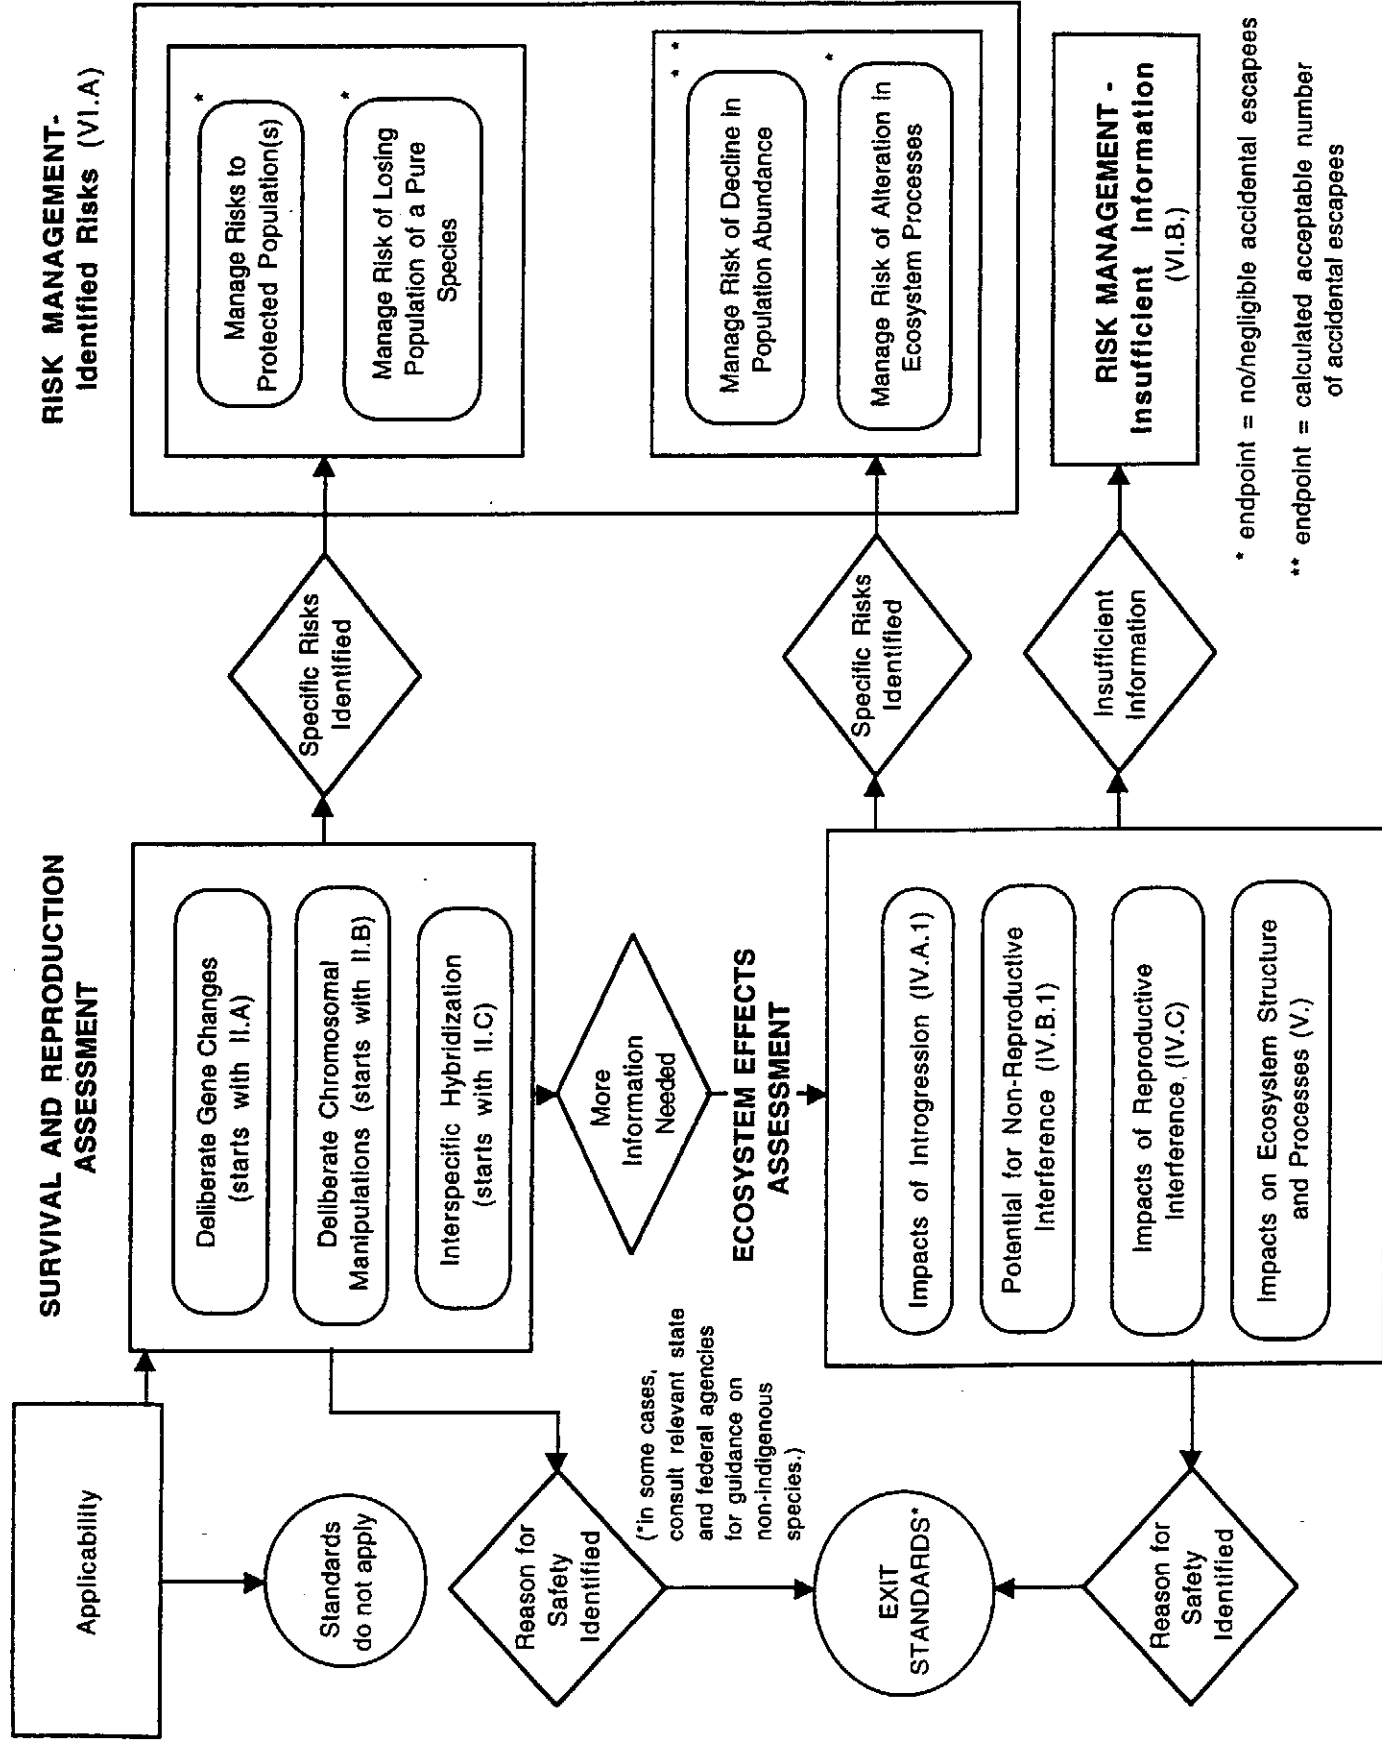 Applicability
Standards
do not apply
SURVIVAL AND REPRODUCTION
ASSESSMENT
Deliberate Gene Changes
(starts with II.A)
Deliberate Chromosomal
Manipulations (starts with II.B)
Interspecific Hybridization
(starts with II.C)
Specific Risks
Identified
RISK MANAGEMENT-
Identified Risks (VI.A)
Manage Risks to
Protected Population(s)
*
Manage Risk of Losing
Population of a Pure
Species
*
Reason for
Safety
Identified
(*in some cases,
consult relevant state
and federal agencies
for guidance on
non-indigenous
species.)
More
Information
Needed
EXIT
STANDARDS*
ECOSYSTEM EFFECTS
ASSESSMENT
Impacts of Introgression (IV.A.1)
Potential for Non-Reproductive
Interference (IV.B.1)
Impacts of Reproductive
Interference (IV.C)
Impacts on Ecosystem Structure
and Processes (V.)
Reason for
Safety
Identified
Specific Risks
Identified
Manage Risk of Decline in
Population Abundance
* *
Manage Risk of Alteration in
Ecosystem Processes
*
Insufficient
Information
RISK MANAGEMENT -
Insufficient Information
(VI.B.)
* endpoint = no/negligible accidental escapees
** endpoint = calculated acceptable number
of accidental escapees